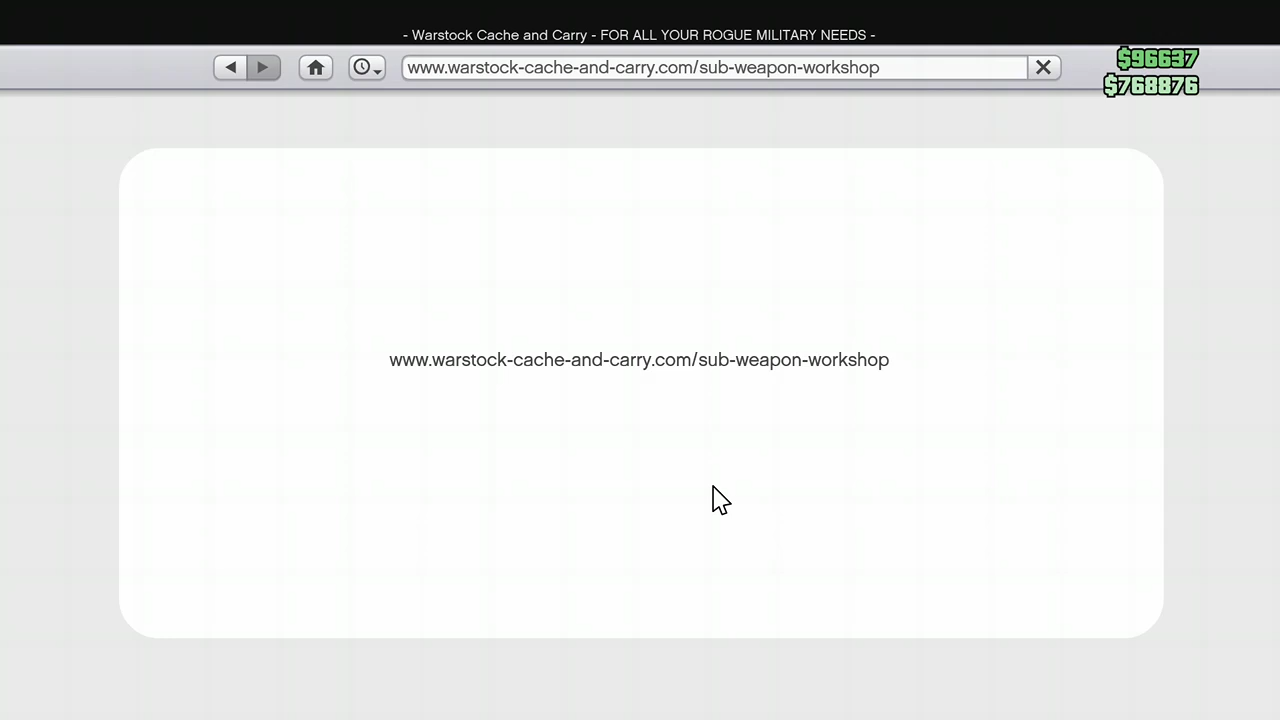 - Warstock Cache and Carry - FOR ALL YOUR ROGUE MILITARY NEEDS -
www.warstock-cache-and-carry.com/sub-weapon-workshop
$96637
$768876
www.warstock-cache-and-carry.com/sub-weapon-workshop